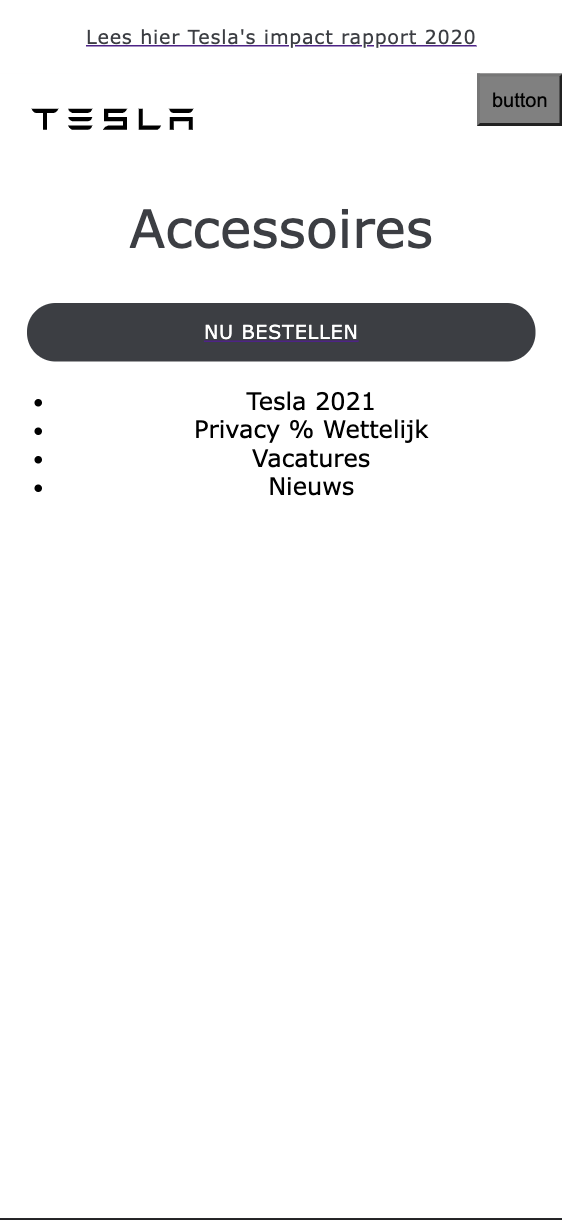 Lees hier Tesla's impact rapport 2020
TESLA
button
Accessoires
NU BESTELLEN
Tesla 2021
Privacy % Wettelijk
Vacatures
Nieuws